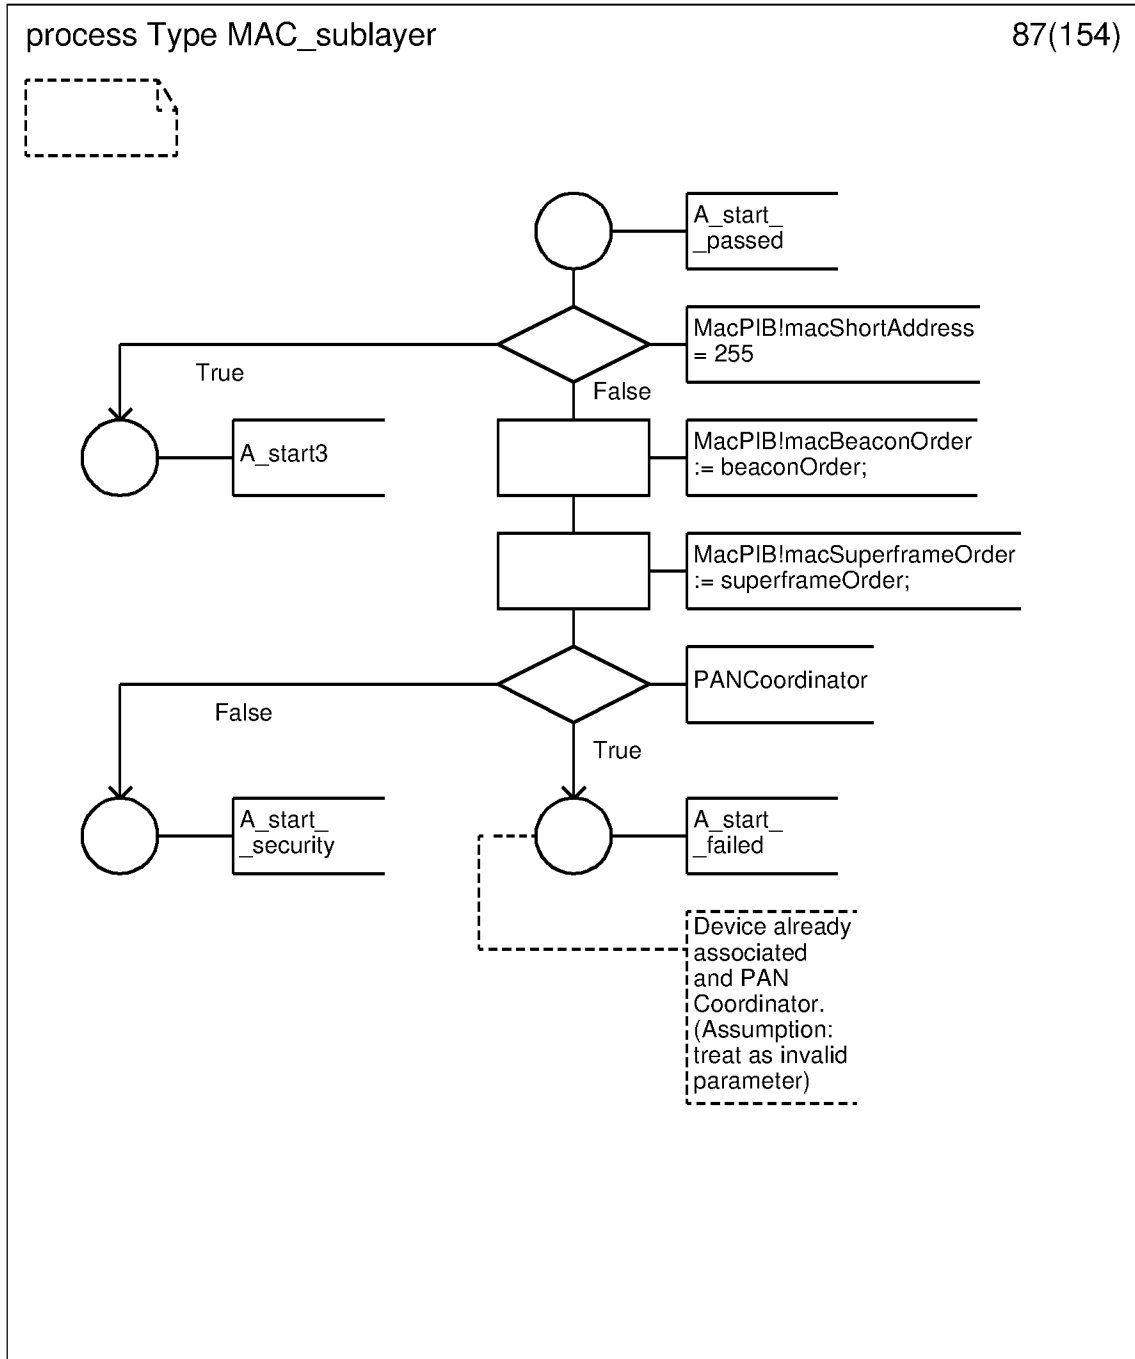 process Type MAC_sublayer
87(154)
A_start_
_passed
MacPIB!macShortAddress
= 255
True
False
A_start3
MacPIB!macBeaconOrder
:= beaconOrder;
MacPIB!macSuperframeOrder
:= superframeOrder;
PANCoordinator
False
True
A_start_
_security
A_start_
_failed
Device already
associated
and PAN
Coordinator.
(Assumption:
treat as invalid
parameter)